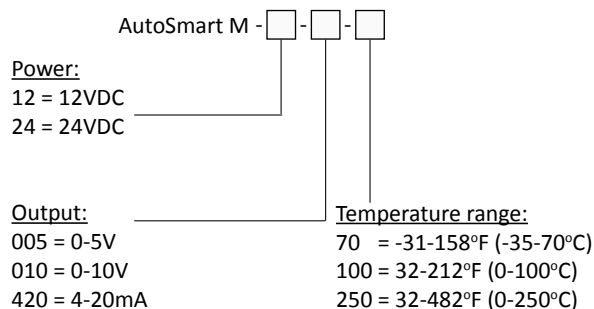 AutoSmart M - - -
Power:
12 = 12VDC
24 = 24VDC
Output:
005 = 0-5V
010 = 0-10V
420 = 4-20mA
Temperature range:
70 = -31-158°F (-35-70°C)
100 = 32-212°F (0-100°C)
250 = 32-482°F (0-250°C)